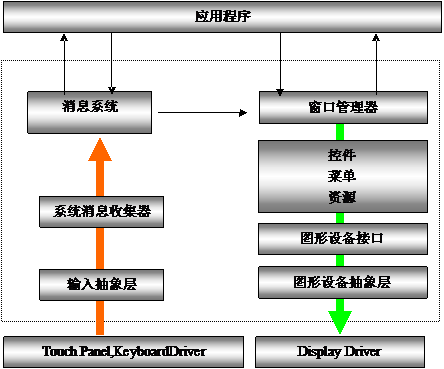 应用程序
消息系统
窗口管理器
控件
菜单
资源
系统消息收集器
图形设备接口
输入抽象层
图形设备抽象层
Touch Panel,KeyboardDriver
Display Driver